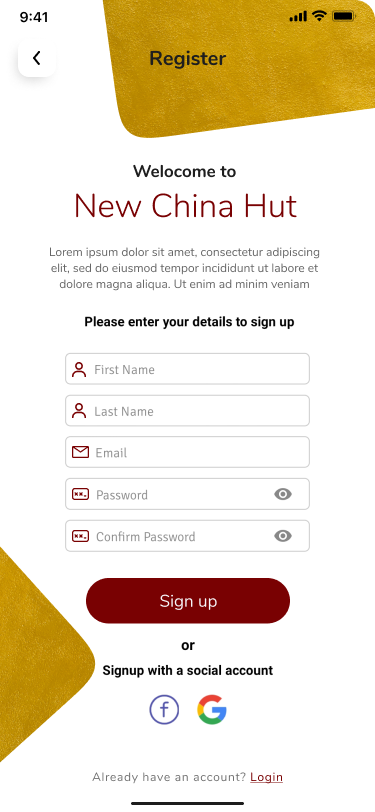 9:41
Register
Welocome to
New China Hut
Lorem ipsum dolor sit amet, consectetur adipiscing
elit, sed do eiusmod tempor incididunt ut labore et
dolore magna aliqua. Ut enim ad minim veniam
Please enter your details to sign up
First Name
Last Name
Email
Password
Confirm Password
Sign up
or
Signup with a social account
Already have an account? Login